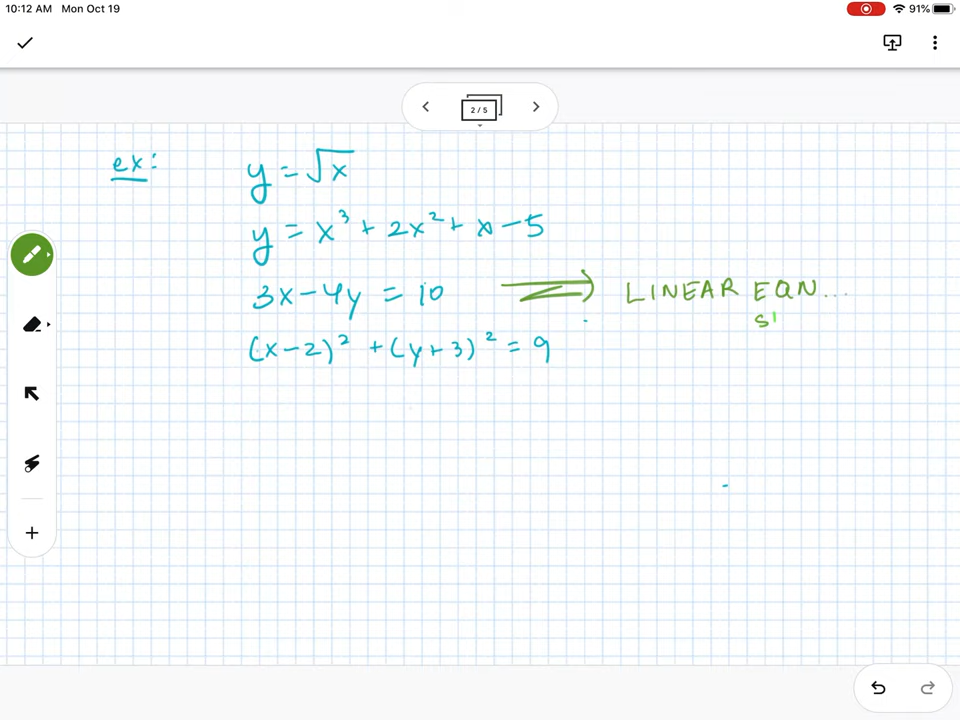 10:12 AM Mon Oct 19
91%
2 / 5
ex: y = √x
y = x³ + 2x² + x - 5
3x - 4y = 10 LINEAR EQN...
(x - 2)² + (y + 3)² = 9